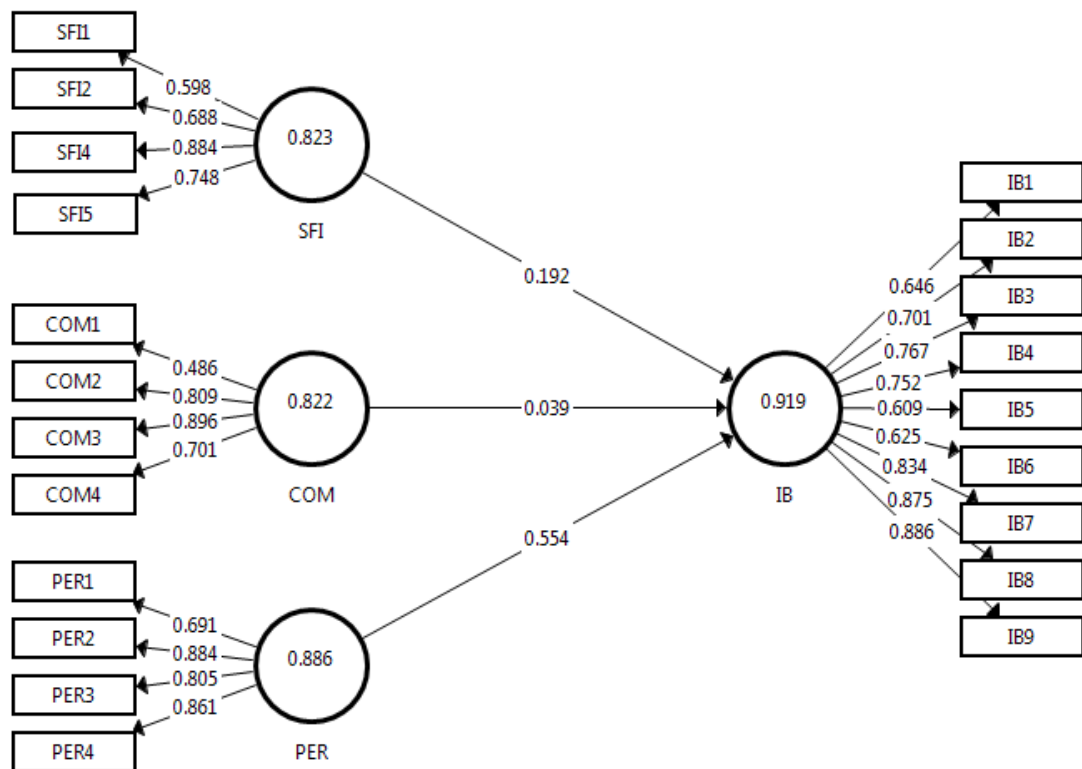 SFI1
SFI2
SFI4
SFI5
0.598
0.688
0.884
0.748
0.823
SFI
0.192
COM1
COM2
COM3
COM4
0.486
0.809
0.896
0.701
0.822
COM
0.039
PER1
PER2
PER3
PER4
0.691
0.884
0.805
0.861
0.886
PER
0.554
0.919
IB
0.646
0.701
0.767
0.752
0.609
0.625
0.834
0.875
0.886
IB1
IB2
IB3
IB4
IB5
IB6
IB7
IB8
IB9